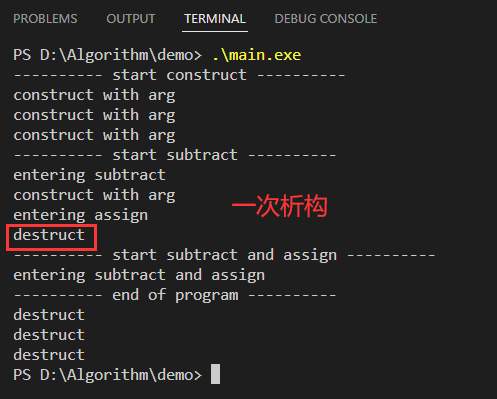 PROBLEMS OUTPUT TERMINAL DEBUG CONSOLE
PS D:\Algorithm\demo> .\main.exe
---------- start construct ----------
construct with arg
construct with arg
construct with arg
---------- start subtract ----------
entering subtract
construct with arg
entering assign
一次析构
destruct
---------- start subtract and assign ----------
entering subtract and assign
---------- end of program ----------
destruct
destruct
destruct
PS D:\Algorithm\demo>